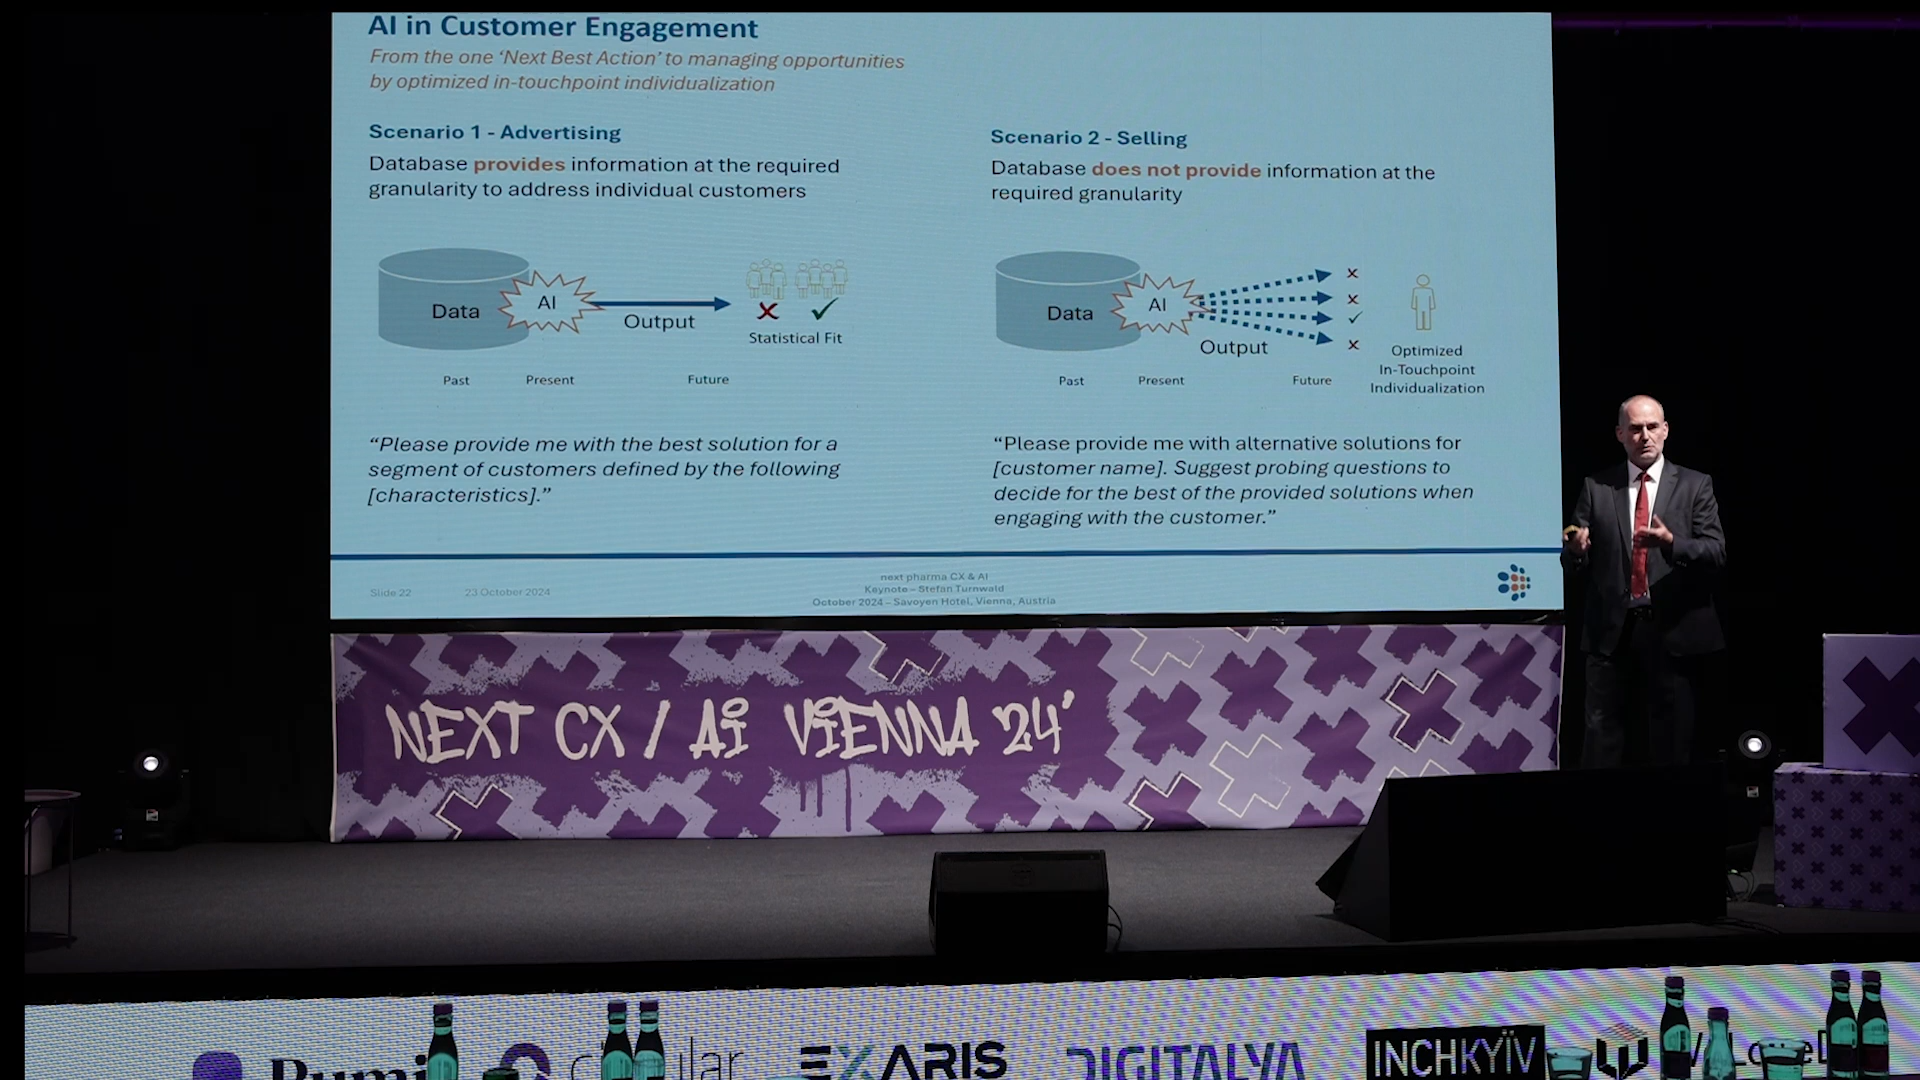 AI in Customer Engagement
From the one ‘Next Best Action’ to managing opportunities
by optimized in-touchpoint individualization
Scenario 1 - Advertising
Database provides information at the required
granularity to address individual customers
Data
AI
Output
Statistical Fit
Past
Present
Future
“Please provide me with the best solution for a
segment of customers defined by the following
[characteristics].”
Scenario 2 - Selling
Database does not provide information at the
required granularity
Data
AI
Output
Optimized
In-Touchpoint
Individualization
Past
Present
Future
“Please provide me with alternative solutions for
[customer name]. Suggest probing questions to
decide for the best of the provided solutions when
engaging with the customer.”
Slide 22
23 October 2024
next pharma CX & AI
Keynote – Stefan Turnwald
October 2024 – Savoyen Hotel, Vienna, Austria
NEXT CX / Ai ViENNA 24'
EXARIS
DIGITALYA
INCHKYÏV